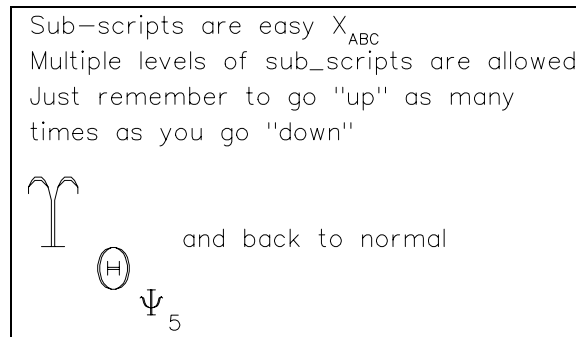 Sub-scripts are easy X_ABC
Multiple levels of sub_scripts are allowed
Just remember to go "up" as many
times as you go "down"
ϒ Θ Ψ 5 and back to normal